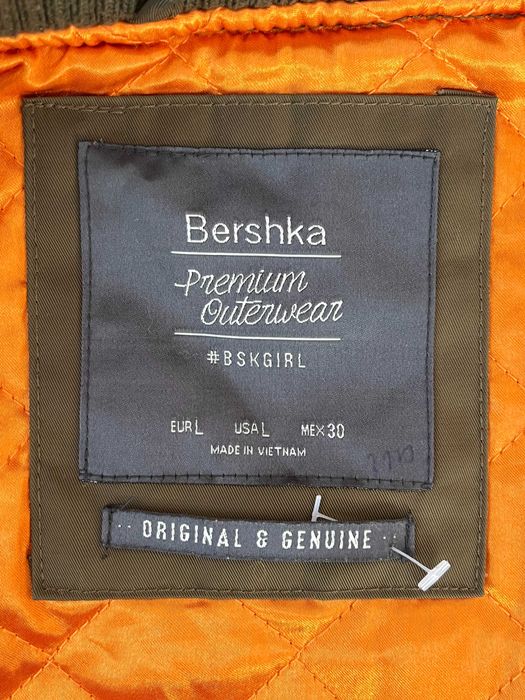 Bershka
Premium
Outerwear
#BSKGIRL
EUR L USA L MEX 30
MADE IN VIETNAM
·· ORIGINAL & GENUINE ··